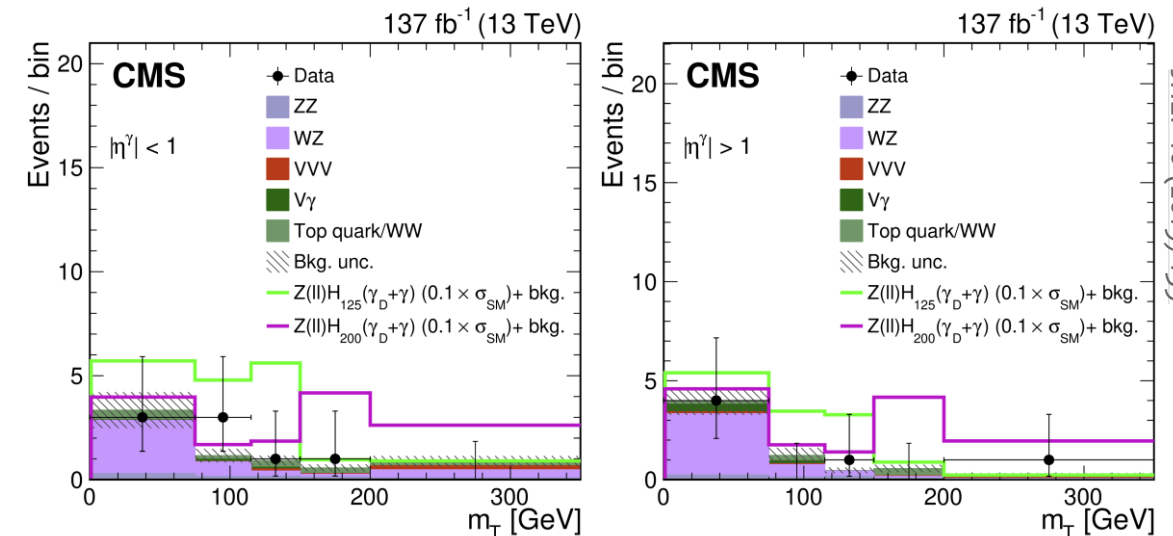 137 fb⁻¹ (13 TeV)
Events / bin
20
15
10
5
0
CMS
|η^γ| < 1
Data
ZZ
WZ
VVV
Vγ
Top quark/WW
Bkg. unc.
Z(ll)H₁₂₅(γ_D+γ) (0.1 × σ_SM)+ bkg.
Z(ll)H₂₀₀(γ_D+γ) (0.1 × σ_SM)+ bkg.
0 100 200 300
m_T [GeV]
137 fb⁻¹ (13 TeV)
Events / bin
20
15
10
5
0
CMS
|η^γ| > 1
Data
ZZ
WZ
VVV
Vγ
Top quark/WW
Bkg. unc.
Z(ll)H₁₂₅(γ_D+γ) (0.1 × σ_SM)+ bkg.
Z(ll)H₂₀₀(γ_D+γ) (0.1 × σ_SM)+ bkg.
0 100 200 300
m_T [GeV]